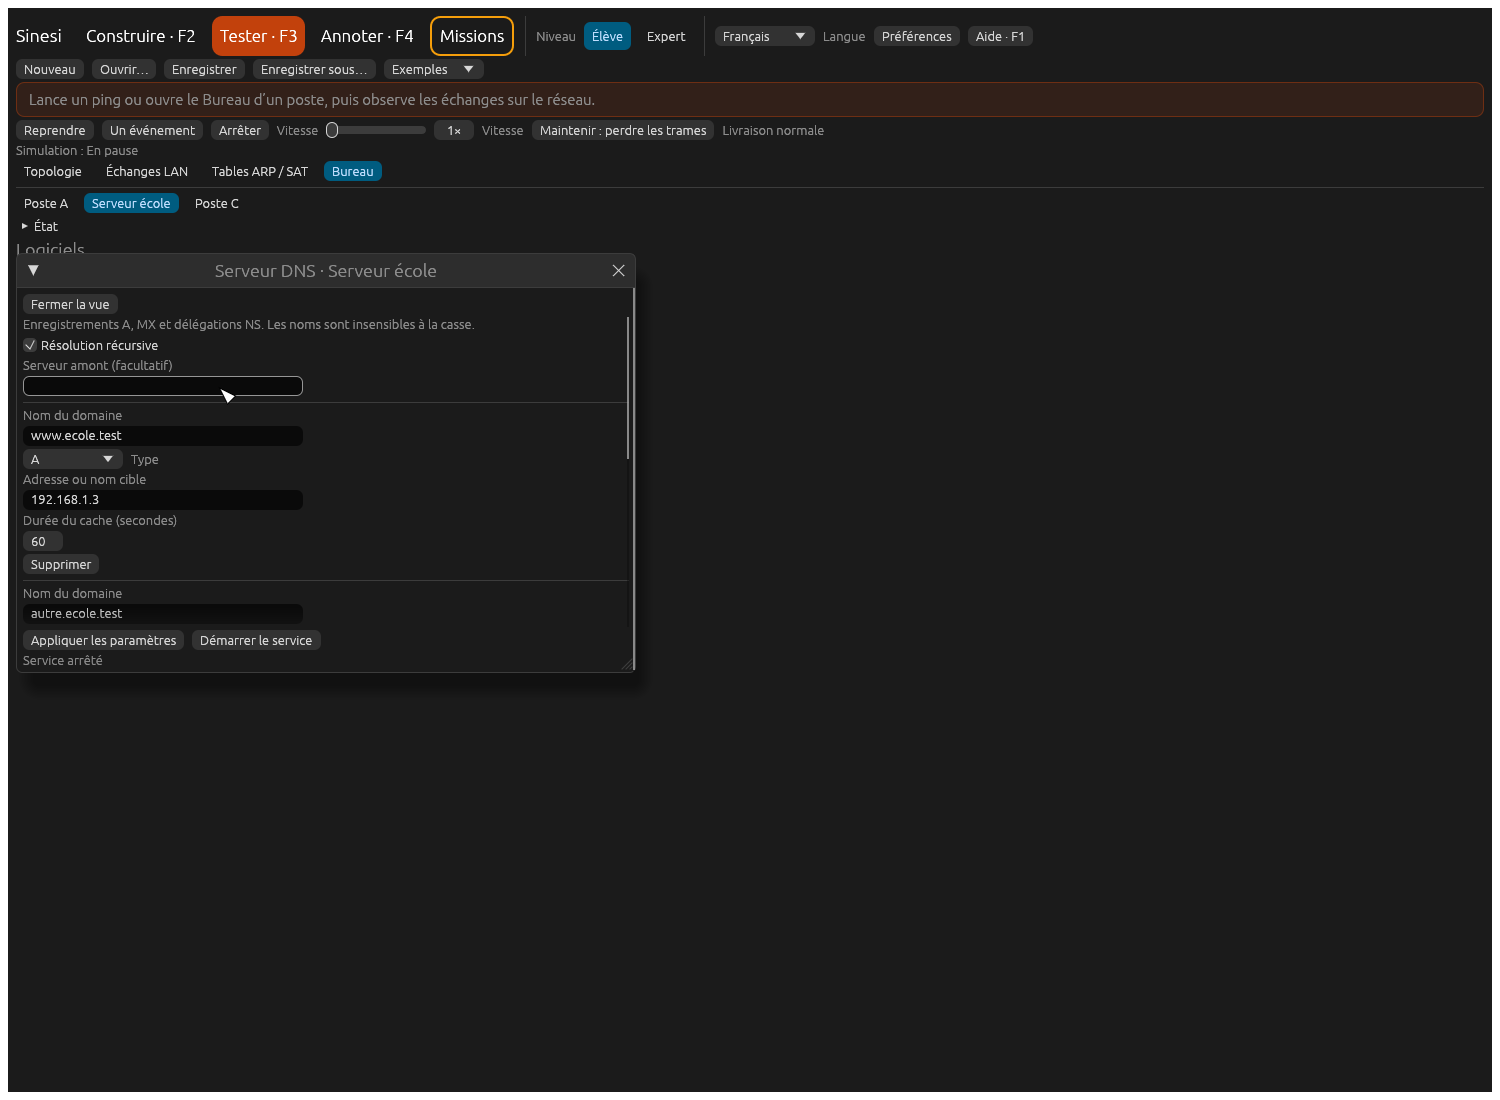 Sinesi Construire · F2 Tester · F3 Annoter · F4 Missions Niveau Élève Expert Français Langue Préférences Aide · F1
Nouveau Ouvrir... Enregistrer Enregistrer sous... Exemples
Lance un ping ou ouvre le Bureau d’un poste, puis observe les échanges sur le réseau.
Reprendre Un événement Arrêter Vitesse 1× Vitesse Maintenir : perdre les trames Livraison normale
Simulation : En pause
Topologie Échanges LAN Tables ARP / SAT Bureau
Poste A Serveur école Poste C
État
Logiciels
Serveur DNS · Serveur école
Fermer la vue
Enregistrements A, MX et délégations NS. Les noms sont insensibles à la casse.
Résolution récursive
Serveur amont (facultatif)
Nom du domaine
www.ecole.test
A Type
Adresse ou nom cible
192.168.1.3
Durée du cache (secondes)
60
Supprimer
Nom du domaine
autre.ecole.test
Appliquer les paramètres Démarrer le service
Service arrêté